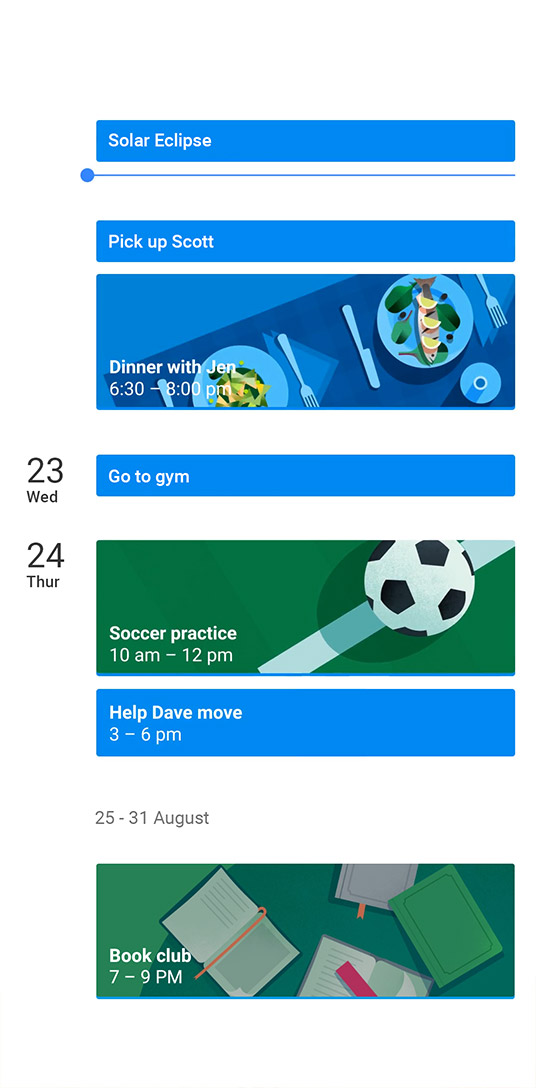 Solar Eclipse
Pick up Scott
Dinner with Jen
6:30 – 8:00 pm
23
Wed
Go to gym
24
Thur
Soccer practice
10 am – 12 pm
Help Dave move
3 – 6 pm
25 - 31 August
Book club
7 – 9 PM